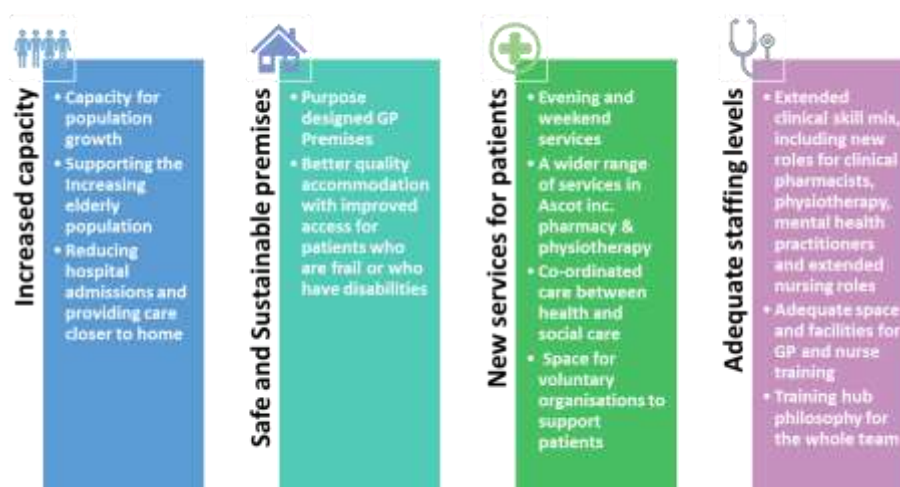 Increased capacity
• Capacity for
population
growth
• Supporting the
Increasing
elderly
population
• Reducing
hospital
admissions and
providing care
closer to home
Safe and Sustainable premises
• Purpose
designed GP
Premises
• Better quality
accommodation
with improved
access for
patients who
are frail or who
have disabilities
New services for patients
• Evening and
weekend
services
• A wider range
of services in
Ascot inc.
pharmacy &
physiotherapy
• Co-ordinated
care between
health and
social care
• Space for
voluntary
organisations to
support
patients
Adequate staffing levels
• Extended
clinical skill mix,
including new
roles for clinical
pharmacists,
physiotherapy,
mental health
practitioners
and extended
nursing roles
• Adequate space
and facilities for
GP and nurse
training
• Training hub
philosophy for
the whole team